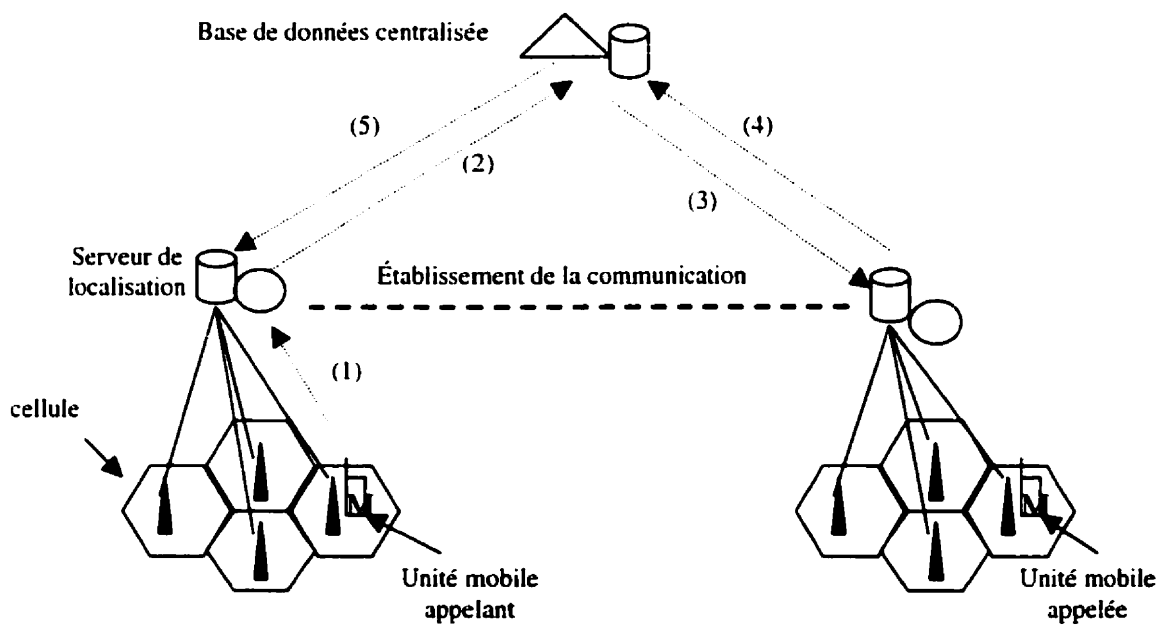 Base de données centralisée
(5)
(4)
(2)
(3)
Serveur de
localisation
Établissement de la communication
(1)
cellule
M
M
Unité mobile
appelant
Unité mobile
appelée